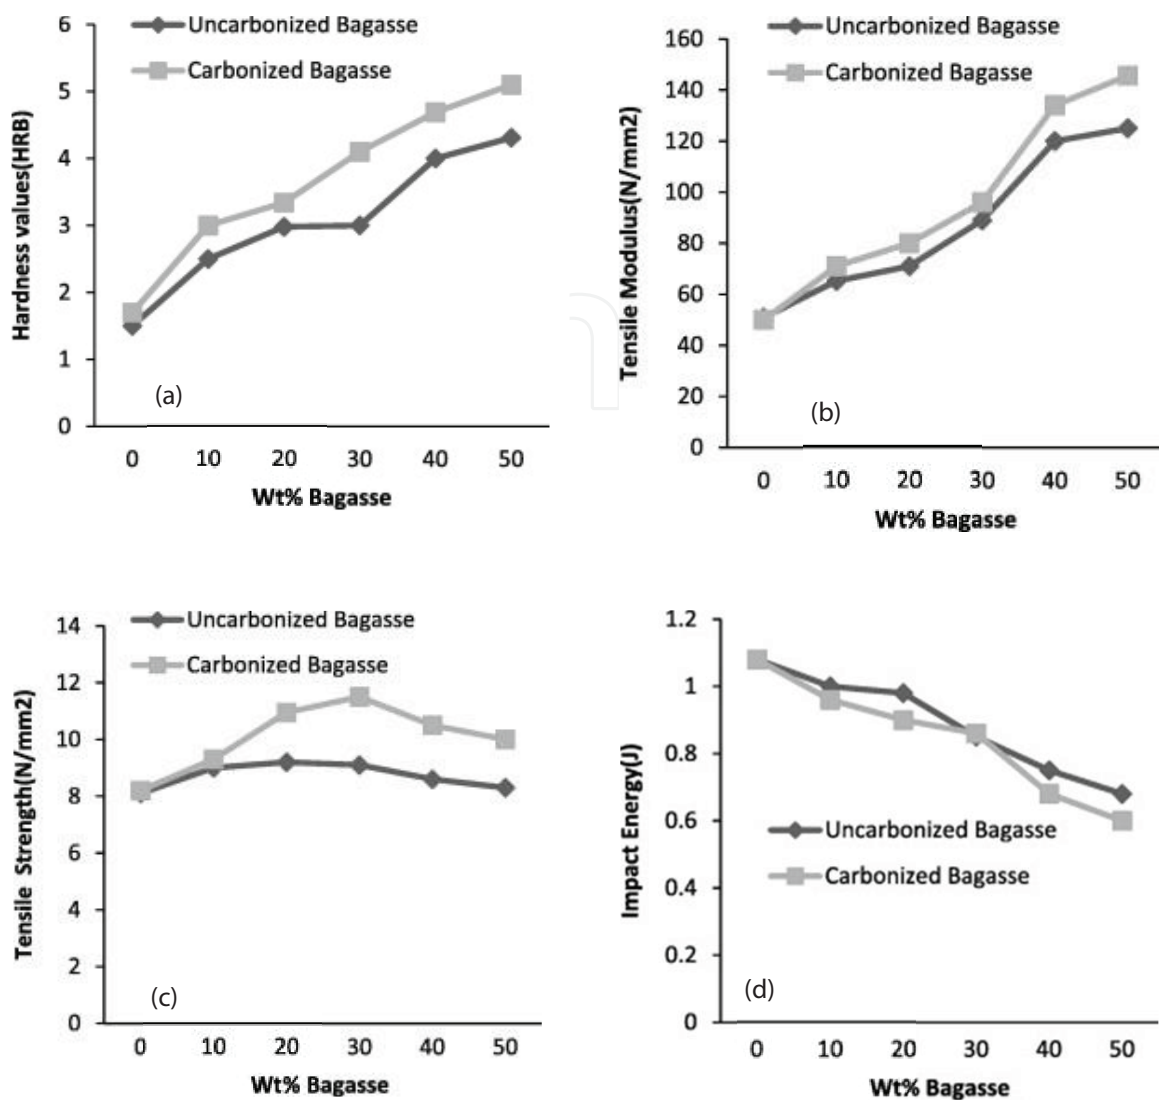 Uncarbonized Bagasse
Carbonized Bagasse
Hardness values(HRB)
6
5
4
3
2
1
0
(a)
0 10 20 30 40 50
Wt% Bagasse
Uncarbonized Bagasse
Carbonized Bagasse
Tensile Modulus(N/mm2)
160
140
120
100
80
60
40
20
0
(b)
0 10 20 30 40 50
Wt% Bagasse
Uncarbonized Bagasse
Carbonized Bagasse
Tensile Strength(N/mm2)
14
12
10
8
6
4
2
0
(c)
0 10 20 30 40 50
Wt% Bagasse
Impact Energy(J)
1.2
1
0.8
0.6
0.4
0.2
0
Uncarbonized Bagasse
Carbonized Bagasse
(d)
0 10 20 30 40 50
Wt% Bagasse